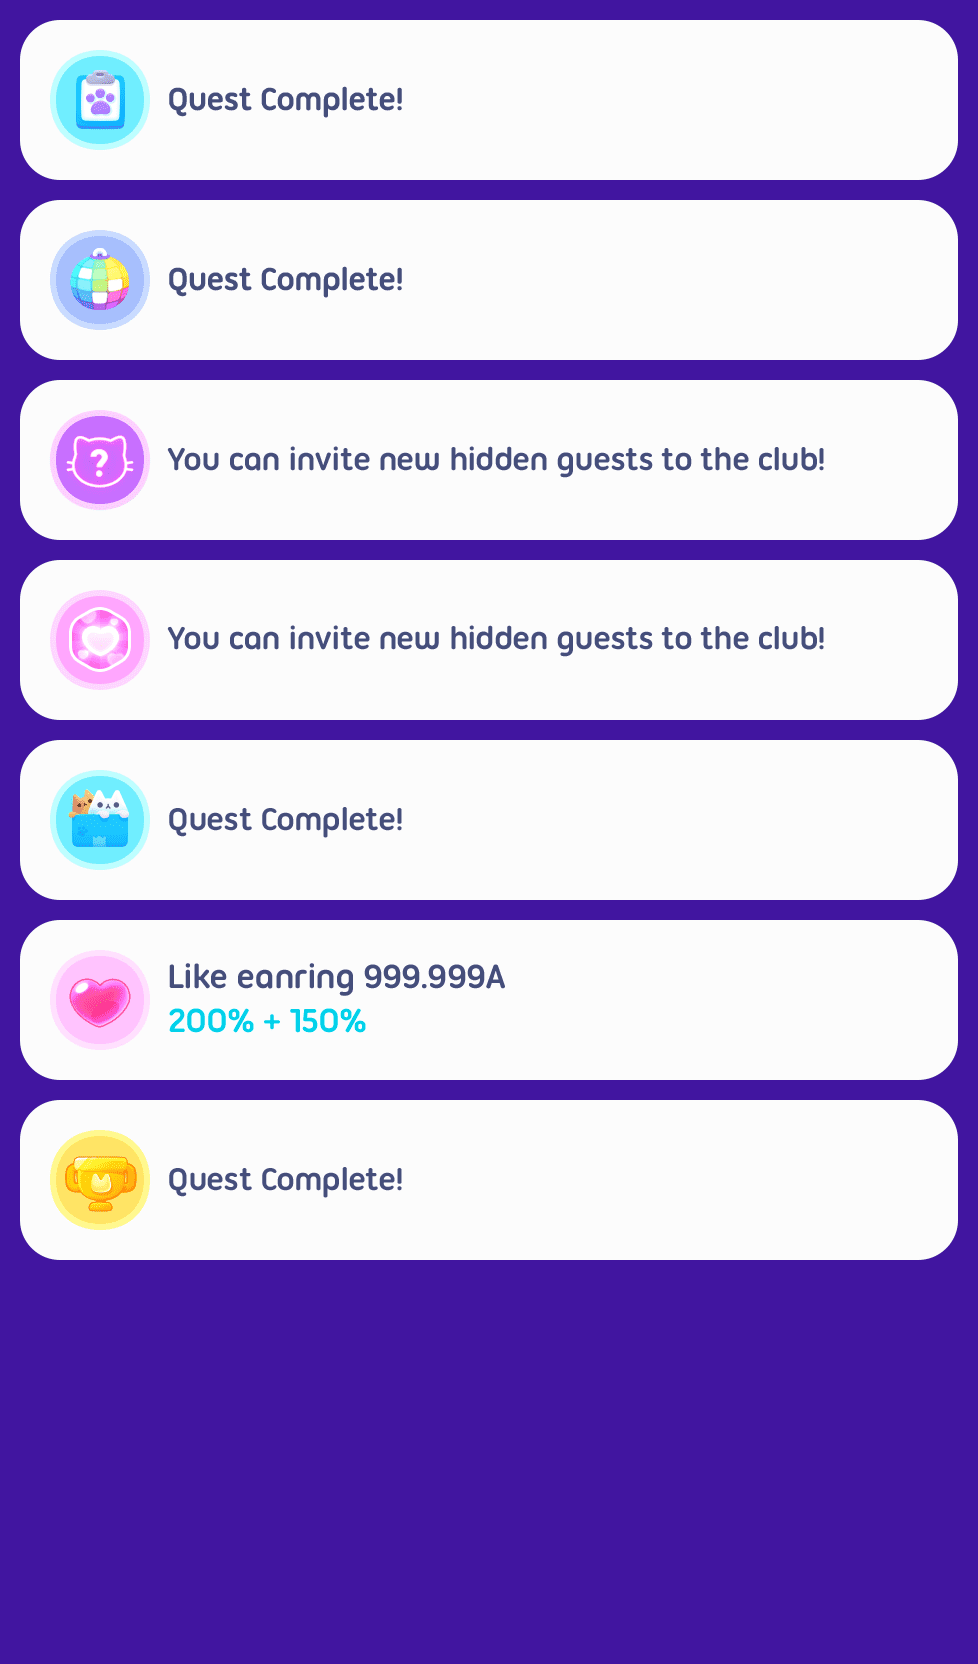 Quest Complete!
Quest Complete!
?
You can invite new hidden guests to the club!
You can invite new hidden guests to the club!
Quest Complete!
Like eanring 999.999A
200% + 150%
Quest Complete!